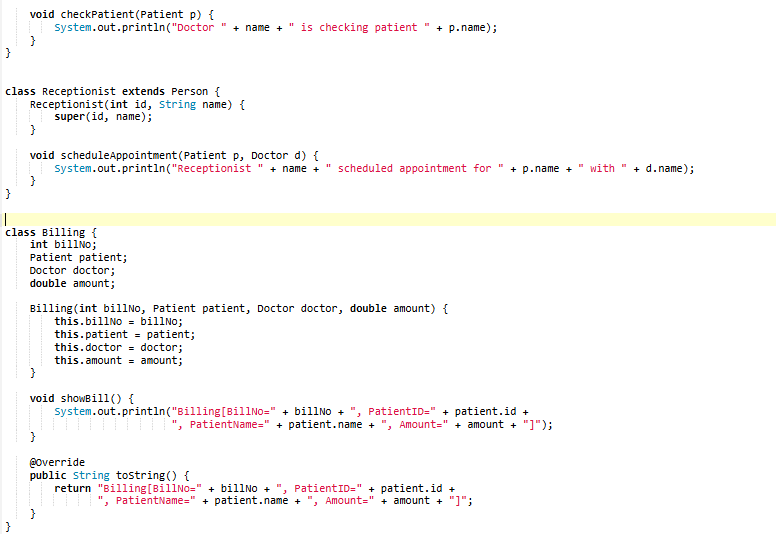 void checkPatient(Patient p) {
        System.out.println("Doctor " + name + " is checking patient " + p.name);
    }
}
class Receptionist extends Person {
    Receptionist(int id, String name) {
        super(id, name);
    }
    void scheduleAppointment(Patient p, Doctor d) {
        System.out.println("Receptionist " + name + " scheduled appointment for " + p.name + " with " + d.name);
    }
}
class Billing {
    int billNo;
    Patient patient;
    Doctor doctor;
    double amount;
    Billing(int billNo, Patient patient, Doctor doctor, double amount) {
        this.billNo = billNo;
        this.patient = patient;
        this.doctor = doctor;
        this.amount = amount;
    }
    void showBill() {
        System.out.println("Billing[BillNo=" + billNo + ", PatientID=" + patient.id +
                           ", PatientName=" + patient.name + ", Amount=" + amount + "]");
    }
    @Override
    public String toString() {
        return "Billing[BillNo=" + billNo + ", PatientID=" + patient.id +
               ", PatientName=" + patient.name + ", Amount=" + amount + "]";
    }
}